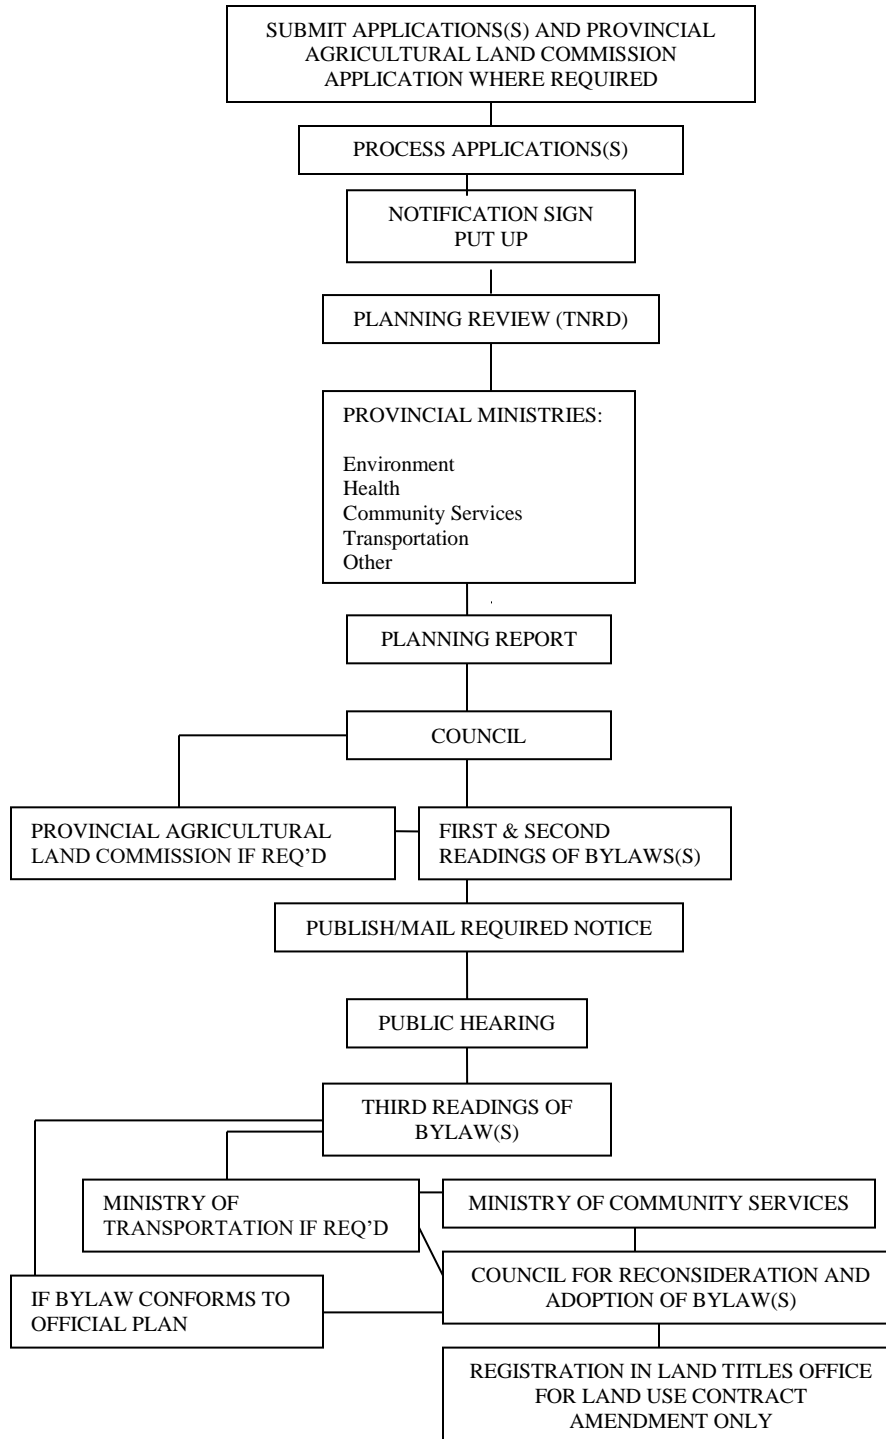 SUBMIT APPLICATIONS(S) AND PROVINCIAL
AGRICULTURAL LAND COMMISSION
APPLICATION WHERE REQUIRED
PROCESS APPLICATIONS(S)
NOTIFICATION SIGN
PUT UP
PLANNING REVIEW (TNRD)
PROVINCIAL MINISTRIES:
Environment
Health
Community Services
Transportation
Other
PLANNING REPORT
COUNCIL
PROVINCIAL AGRICULTURAL
LAND COMMISSION IF REQ’D
FIRST & SECOND
READINGS OF BYLAWS(S)
PUBLISH/MAIL REQUIRED NOTICE
PUBLIC HEARING
THIRD READINGS OF
BYLAW(S)
MINISTRY OF
TRANSPORTATION IF REQ’D
MINISTRY OF COMMUNITY SERVICES
IF BYLAW CONFORMS TO
OFFICIAL PLAN
COUNCIL FOR RECONSIDERATION AND
ADOPTION OF BYLAW(S)
REGISTRATION IN LAND TITLES OFFICE
FOR LAND USE CONTRACT
AMENDMENT ONLY